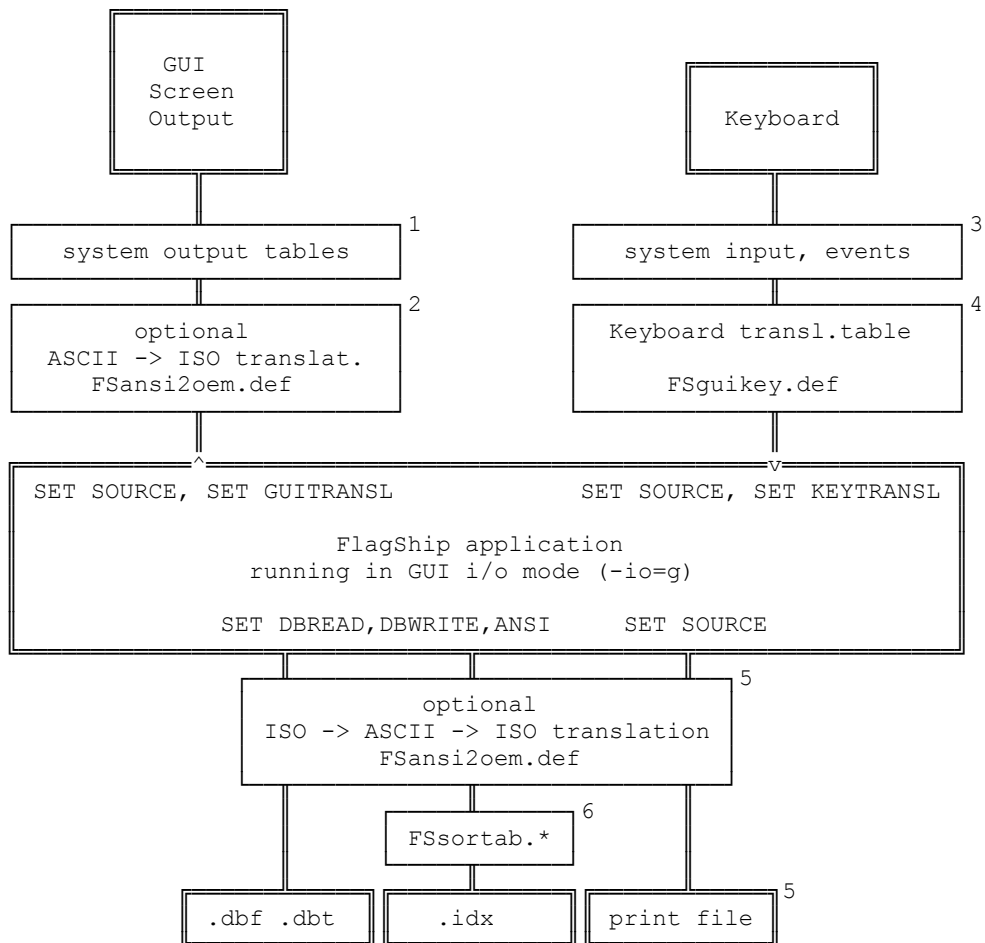 GUI
Screen
Output
Keyboard
1
system output tables
3
system input, events
2
optional
ASCII -> ISO translat.
FSansi2oem.def
4
Keyboard transl.table
FSguikey.def
^
v
SET SOURCE, SET GUITRANSL
SET SOURCE, SET KEYTRANSL
FlagShip application
running in GUI i/o mode (-io=g)
SET DBREAD,DBWRITE,ANSI
SET SOURCE
5
optional
ISO -> ASCII -> ISO translation
FSansi2oem.def
6
FSsortab.*
5
.dbf .dbt
.idx
print file